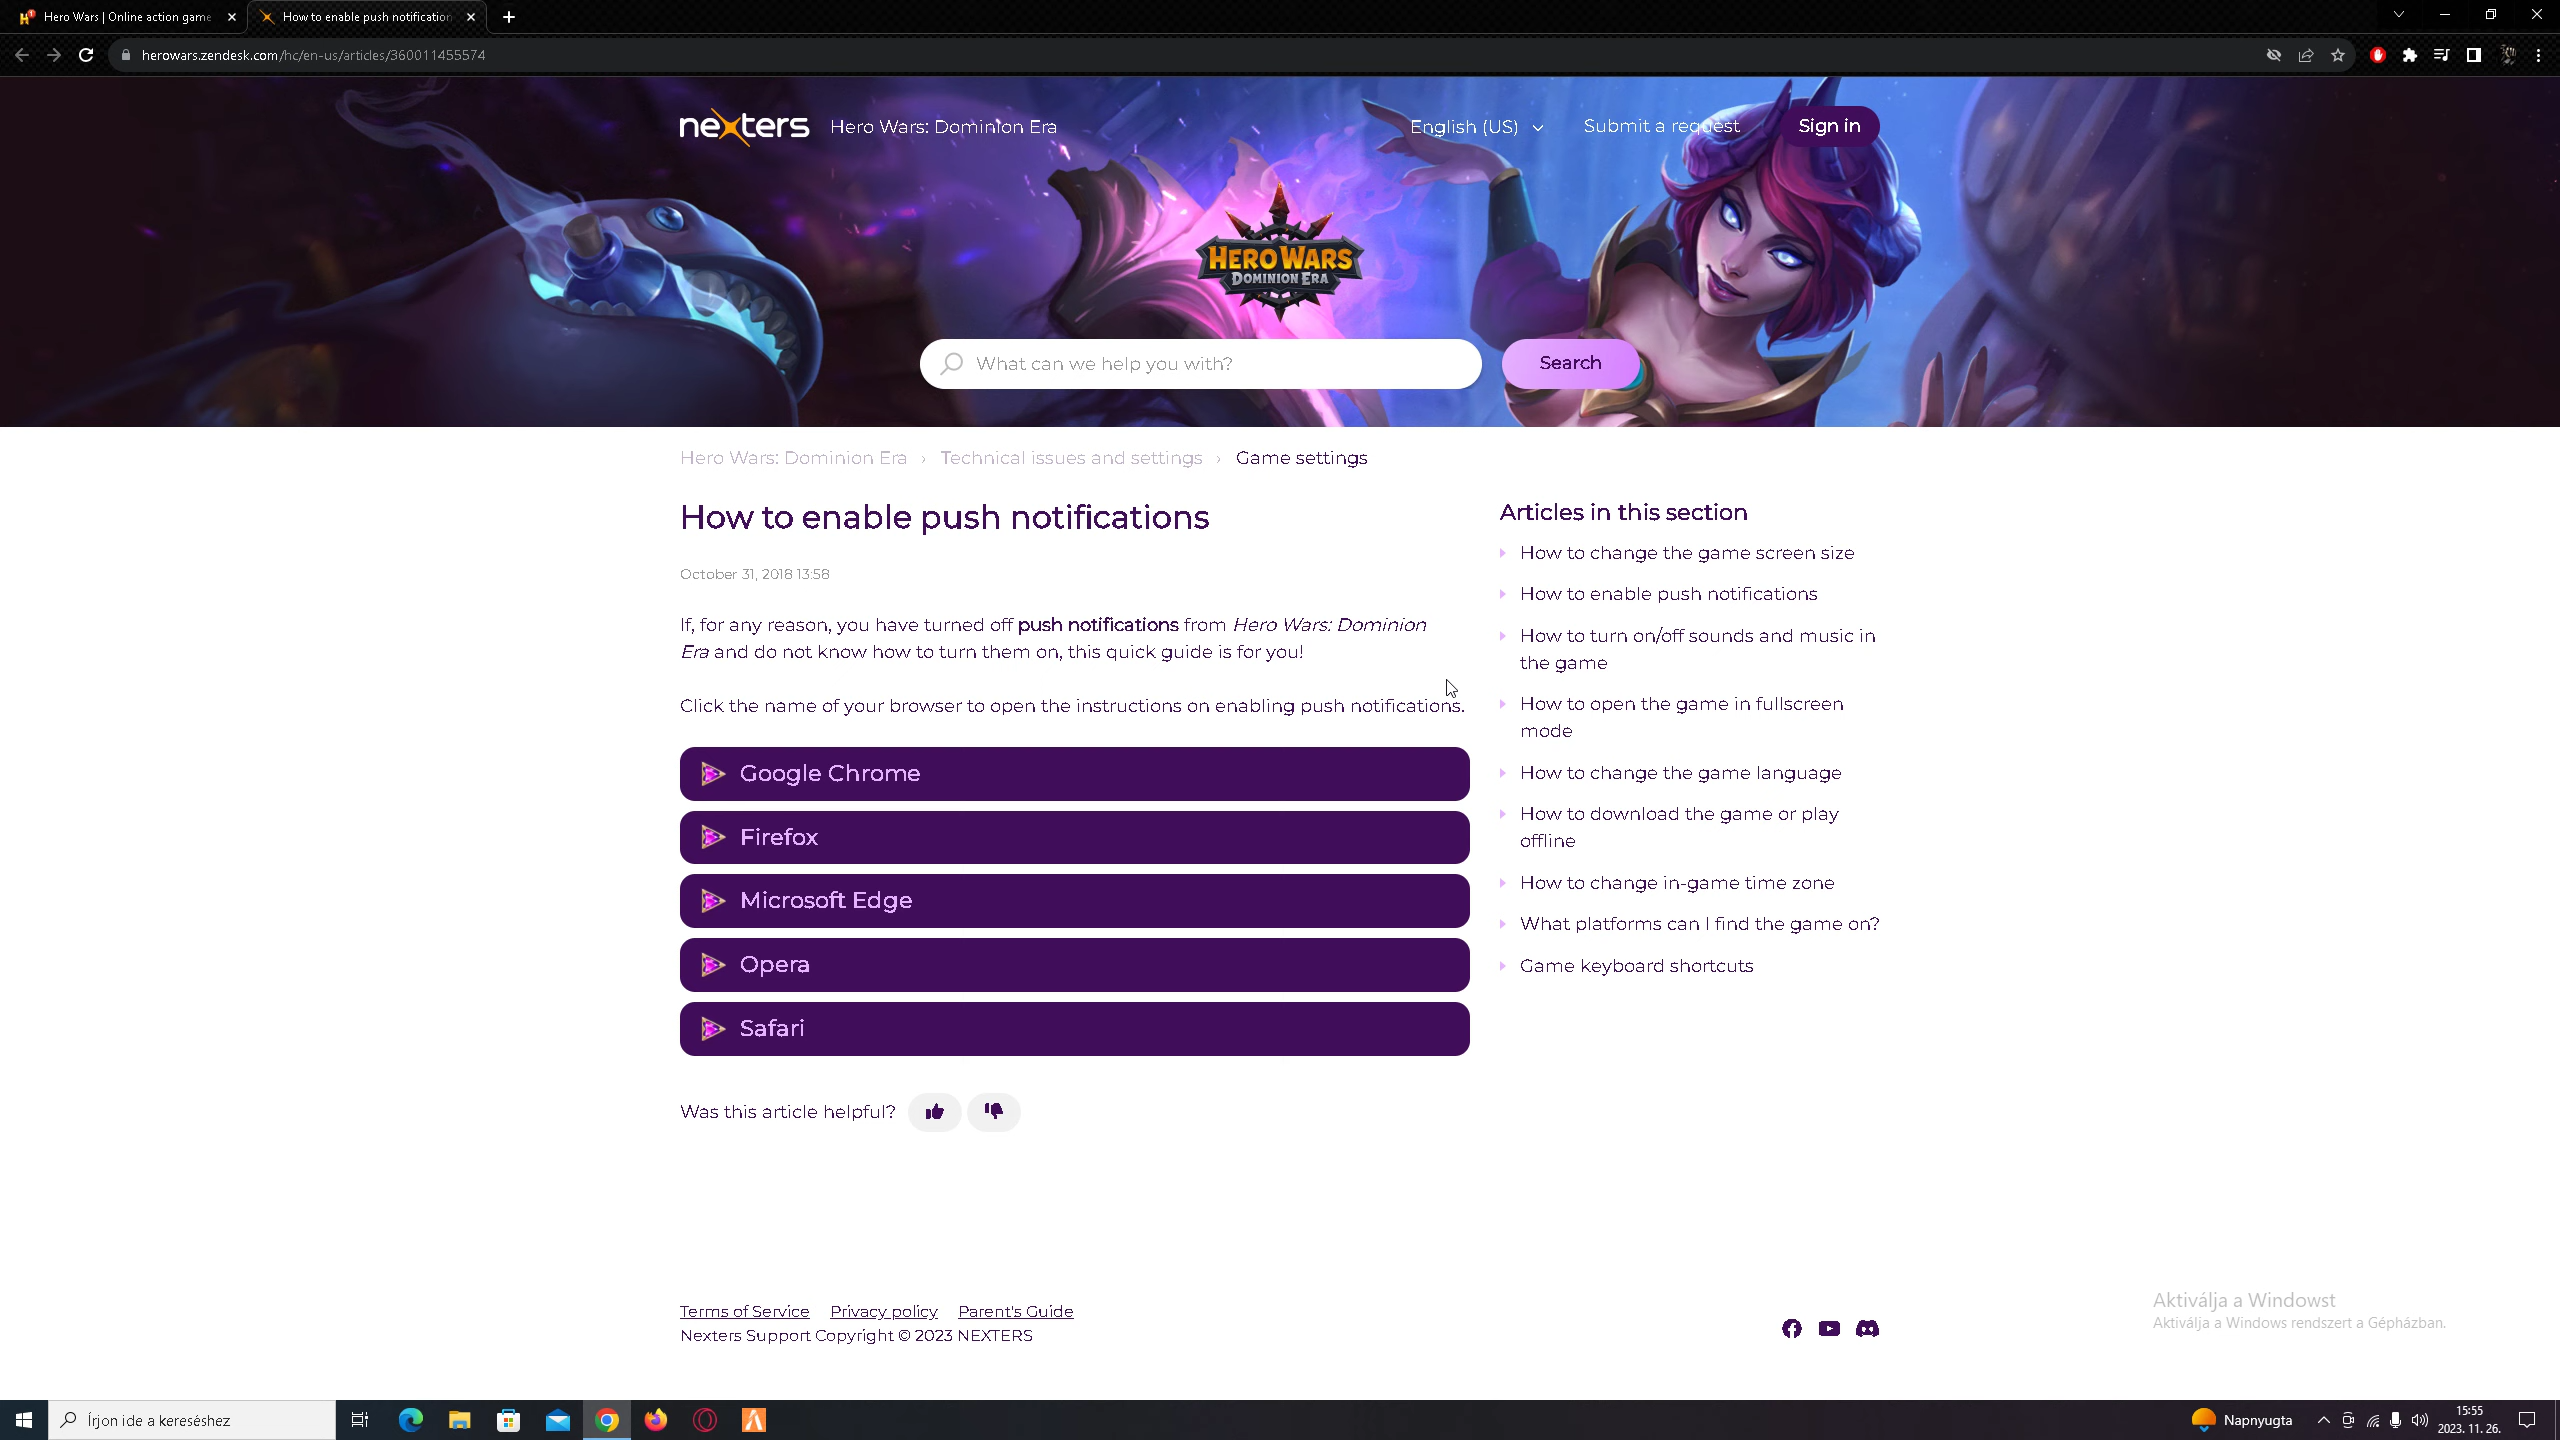 Hero Wars | Online action game
How to enable push notification
herowars.zendesk.com/hc/en-us/articles/360011455574
nexters Hero Wars: Dominion Era English (US) Submit a request Sign in
HERO WARS
DOMINION ERA
What can we help you with? Search
Hero Wars: Dominion Era › Technical issues and settings › Game settings
How to enable push notifications
October 31, 2018 13:58
If, for any reason, you have turned off push notifications from Hero Wars: Dominion
Era and do not know how to turn them on, this quick guide is for you!
Click the name of your browser to open the instructions on enabling push notifications.
Google Chrome
Firefox
Microsoft Edge
Opera
Safari
Was this article helpful?
Articles in this section
How to change the game screen size
How to enable push notifications
How to turn on/off sounds and music in
the game
How to open the game in fullscreen
mode
How to change the game language
How to download the game or play
offline
How to change in-game time zone
What platforms can I find the game on?
Game keyboard shortcuts
Terms of Service Privacy policy Parent's Guide
Nexters Support Copyright © 2023 NEXTERS
Aktiválja a Windowst
Aktiválja a Windows rendszert a Gépházban.
Írjon ide a kereséshez
Napnyugta
15:55
2023. 11. 26.